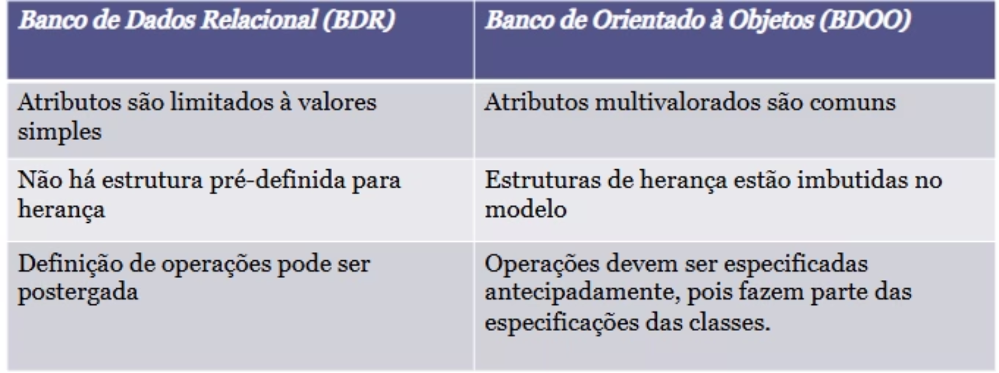 Banco de Dados Relacional (BDR)
Banco de Orientado à Objetos (BDOO)
Atributos são limitados à valores
simples
Atributos multivalorados são comuns
Não há estrutura pré-definida para
herança
Estruturas de herança estão imbutidas no
modelo
Definição de operações pode ser
postergada
Operações devem ser especificadas
antecipadamente, pois fazem parte das
especificações das classes.